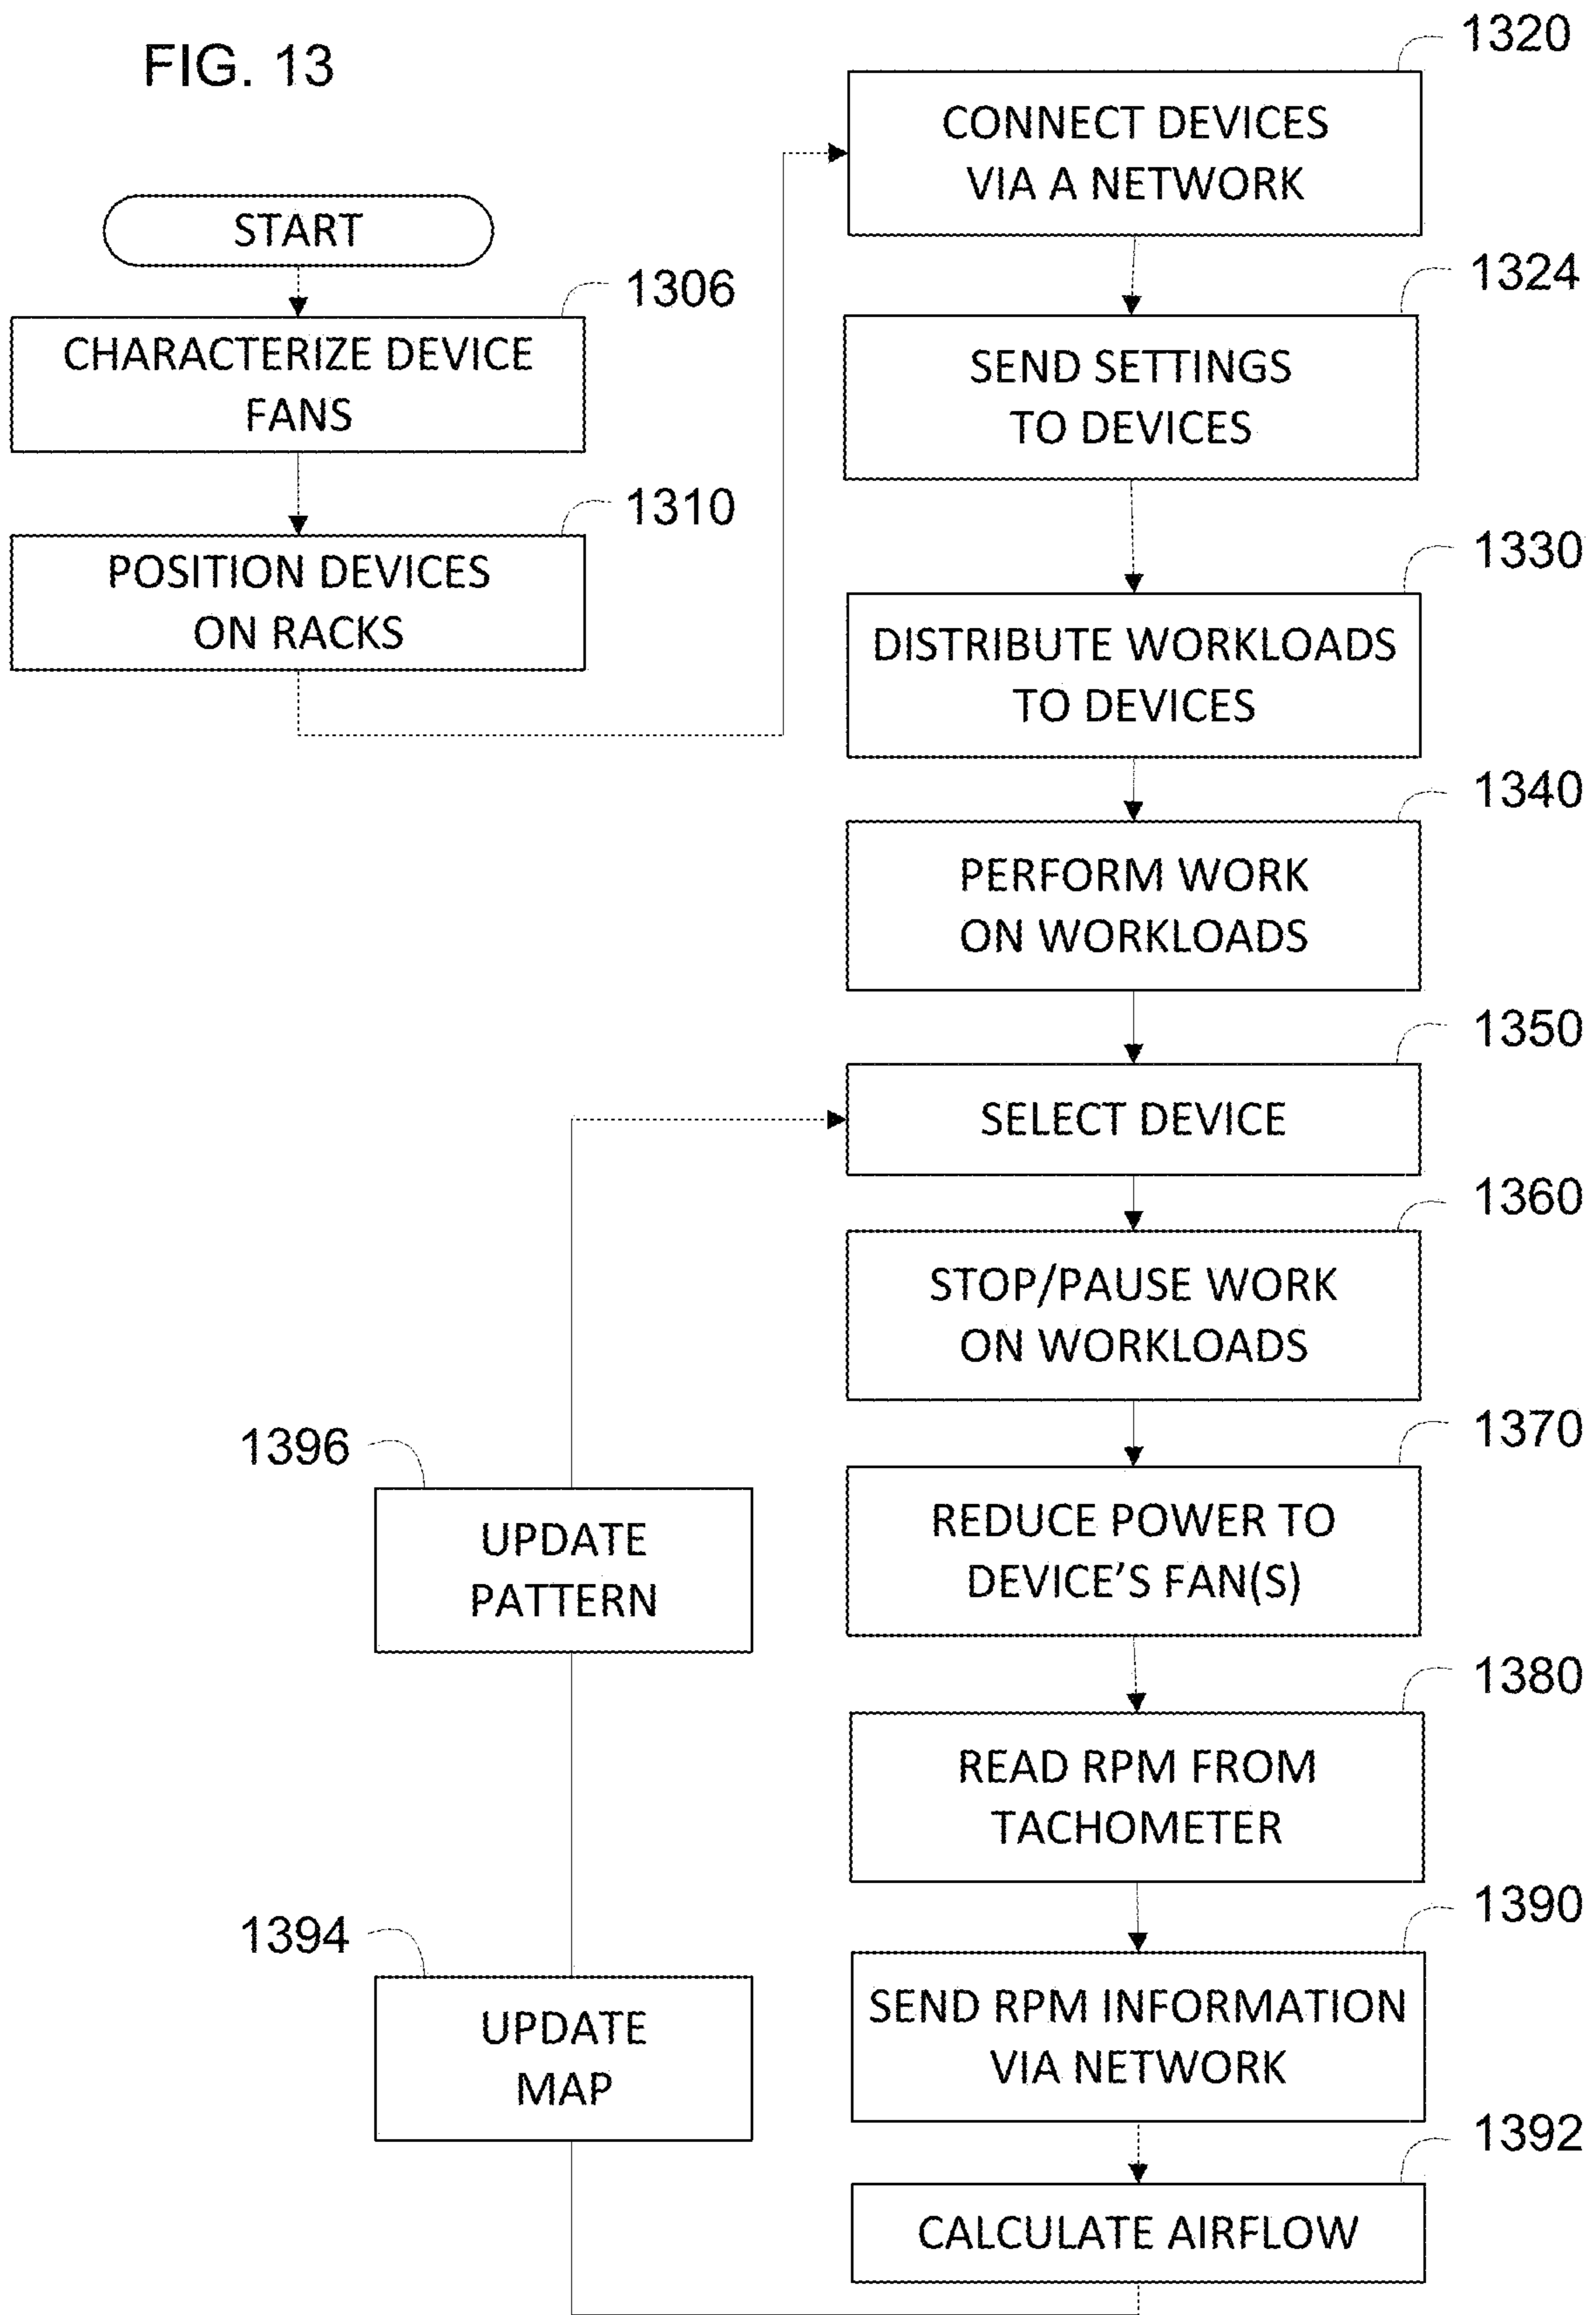 FIG. 13
START
1306
CHARACTERIZE DEVICE
FANS
1310
POSITION DEVICES
ON RACKS
1320
CONNECT DEVICES
VIA A NETWORK
1324
SEND SETTINGS
TO DEVICES
1330
DISTRIBUTE WORKLOADS
TO DEVICES
1340
PERFORM WORK
ON WORKLOADS
1350
SELECT DEVICE
1360
STOP/PAUSE WORK
ON WORKLOADS
1370
REDUCE POWER TO
DEVICE'S FAN(S)
1380
READ RPM FROM
TACHOMETER
1390
SEND RPM INFORMATION
VIA NETWORK
1392
CALCULATE AIRFLOW
1394
UPDATE
MAP
1396
UPDATE
PATTERN